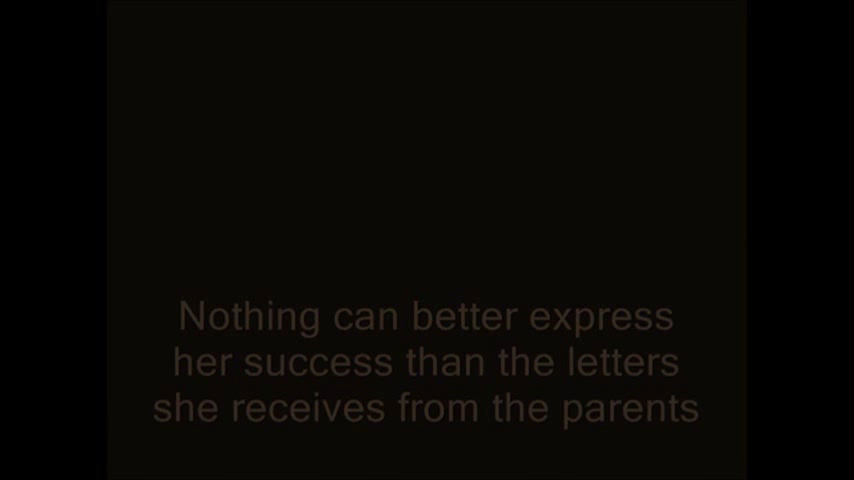 Nothing can better express
her success than the letters
she receives from the parents